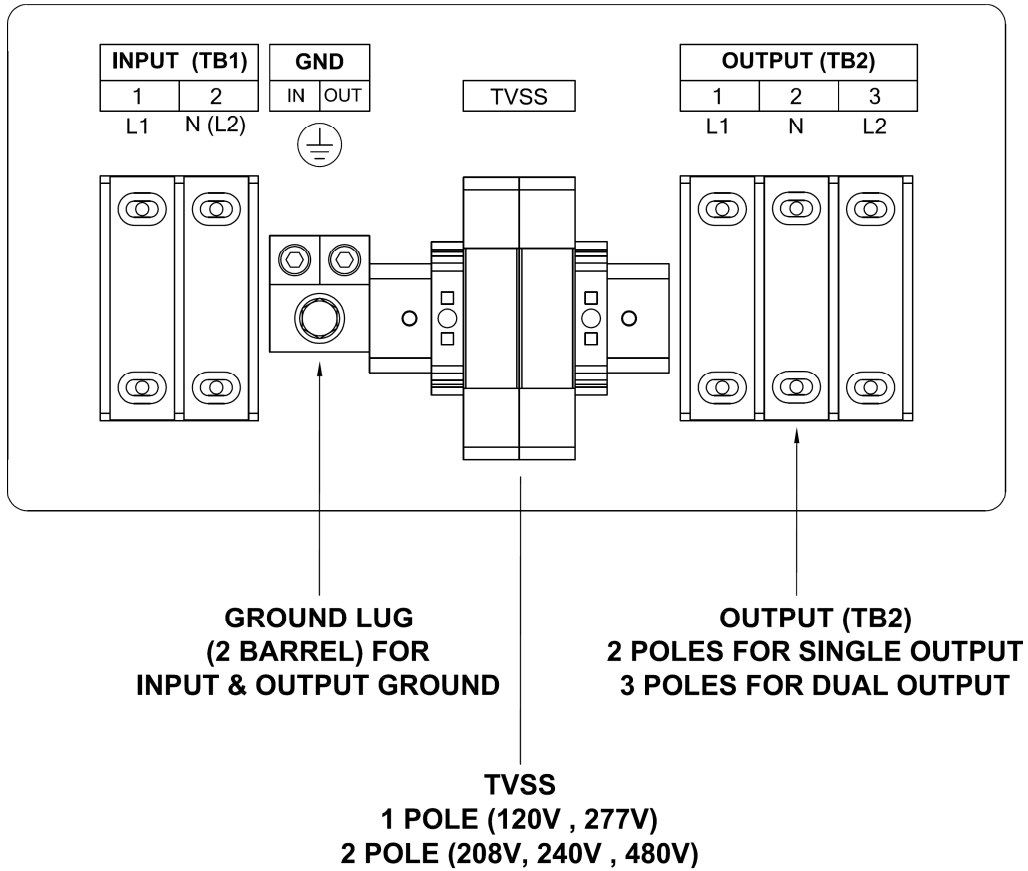 INPUT (TB1)
1 2
L1 N (L2)
GND
IN OUT
TVSS
OUTPUT (TB2)
1 2 3
L1 N L2
GROUND LUG
(2 BARREL) FOR
INPUT & OUTPUT GROUND
OUTPUT (TB2)
2 POLES FOR SINGLE OUTPUT
3 POLES FOR DUAL OUTPUT
TVSS
1 POLE (120V , 277V)
2 POLE (208V, 240V , 480V)